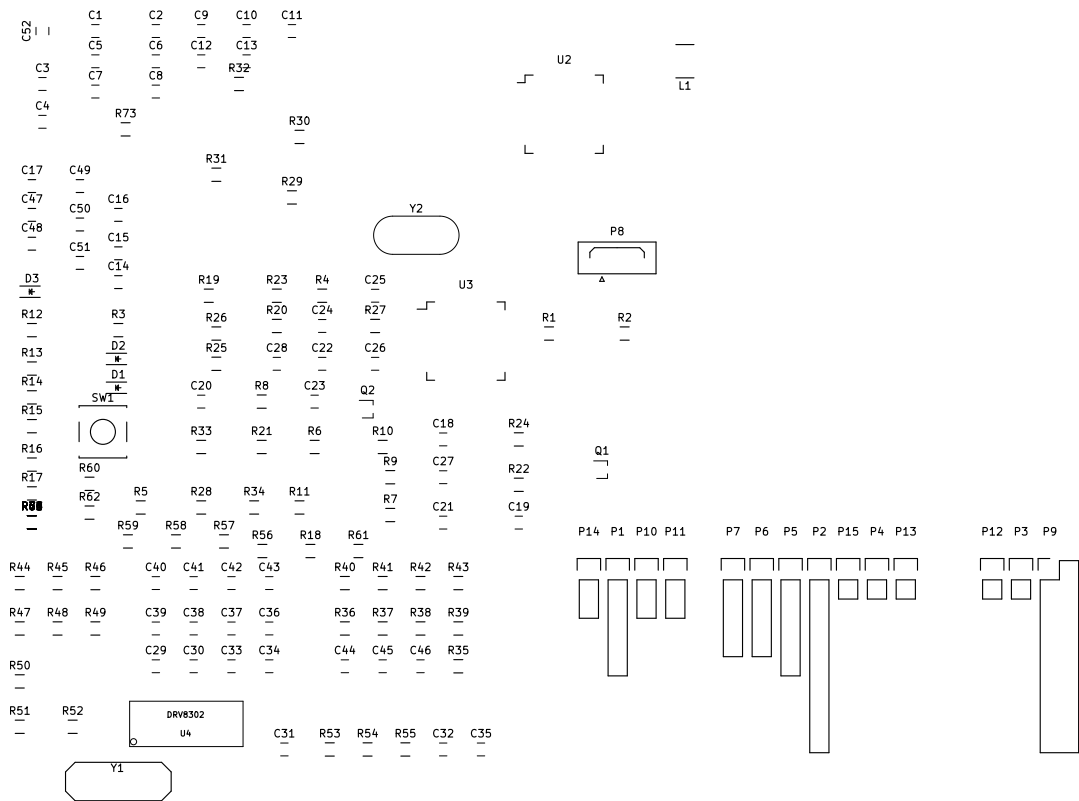 C52 C1 C2 C9 C10 C11
C5 C6 C12 C13
C3 C7 C8 R32
U2
L1
C4 R73 R30
R31
C17 C49 R29
C47 C50 C16 Y2
C48 C51 C15 P8
C14
D3 R19 R23 R4 C25 U3
R12 R3 R26 R20 C24 R27 R1 R2
R13 D2 R25 C28 C22 C26
R14 D1 C20 R8 C23 Q2
SW1
R15 R33 R21 R6 R10 C18 R24
R16 R60 R9 C27 R22 Q1
R17 R62 R5 R28 R34 R11 R7 C21 C19
R59 R58 R57 R56 R18 R61
P14 P1 P10 P11 P7 P6 P5 P2 P15 P4 P13 P12 P3 P9
R44 R45 R46 C40 C41 C42 C43 R40 R41 R42 R43
R47 R48 R49 C39 C38 C37 C36 R36 R37 R38 R39
R50 C29 C30 C33 C34 C44 C45 C46 R35
R51 R52 DRV8302
U4
C31 R53 R54 R55 C32 C35
Y1